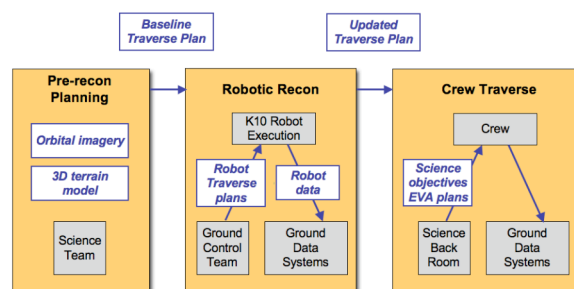 Baseline
Traverse Plan
Updated
Traverse Plan
Pre-recon
Planning
Orbital imagery
3D terrain
model
Science
Team
Robotic Recon
K10 Robot
Execution
Robot
Traverse
plans
Robot
data
Ground
Control
Team
Ground
Data
Systems
Crew Traverse
Crew
Science
objectives
EVA plans
Science
Back
Room
Ground
Data
Systems